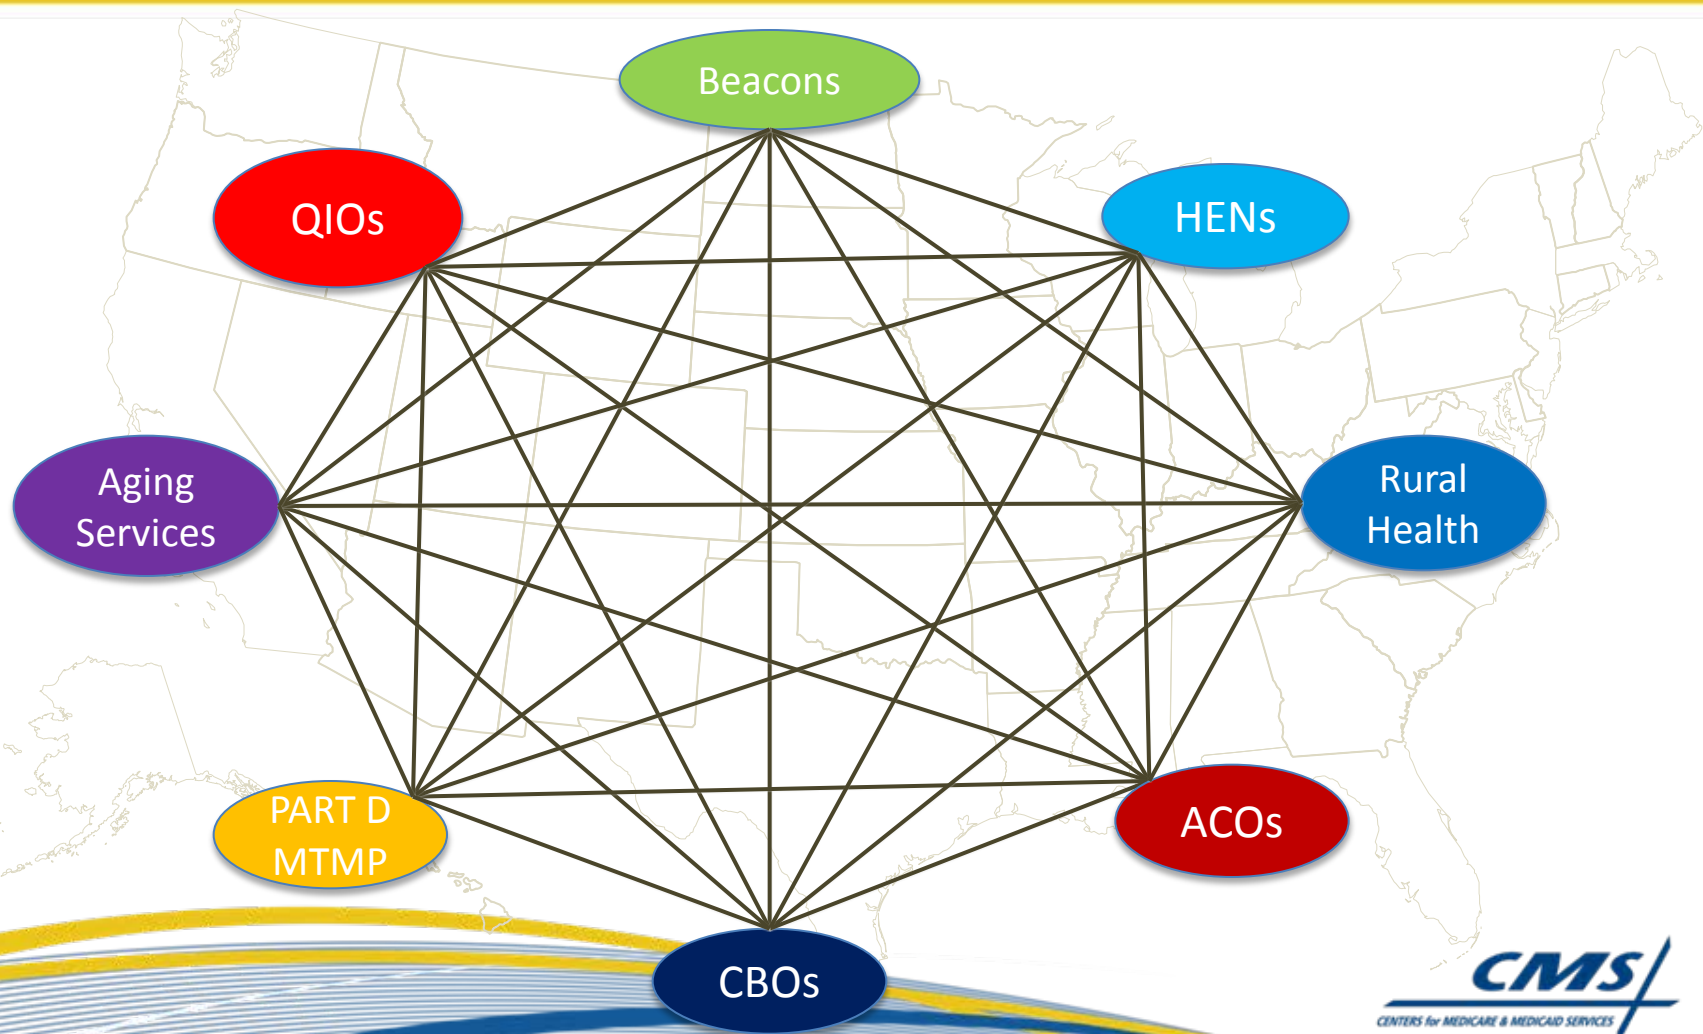 Beacons
QIOs
HENs
Aging
Services
Rural
Health
PART D
MTMP
ACOs
CBOs
CMS
CENTERS for MEDICARE & MEDICAID SERVICES